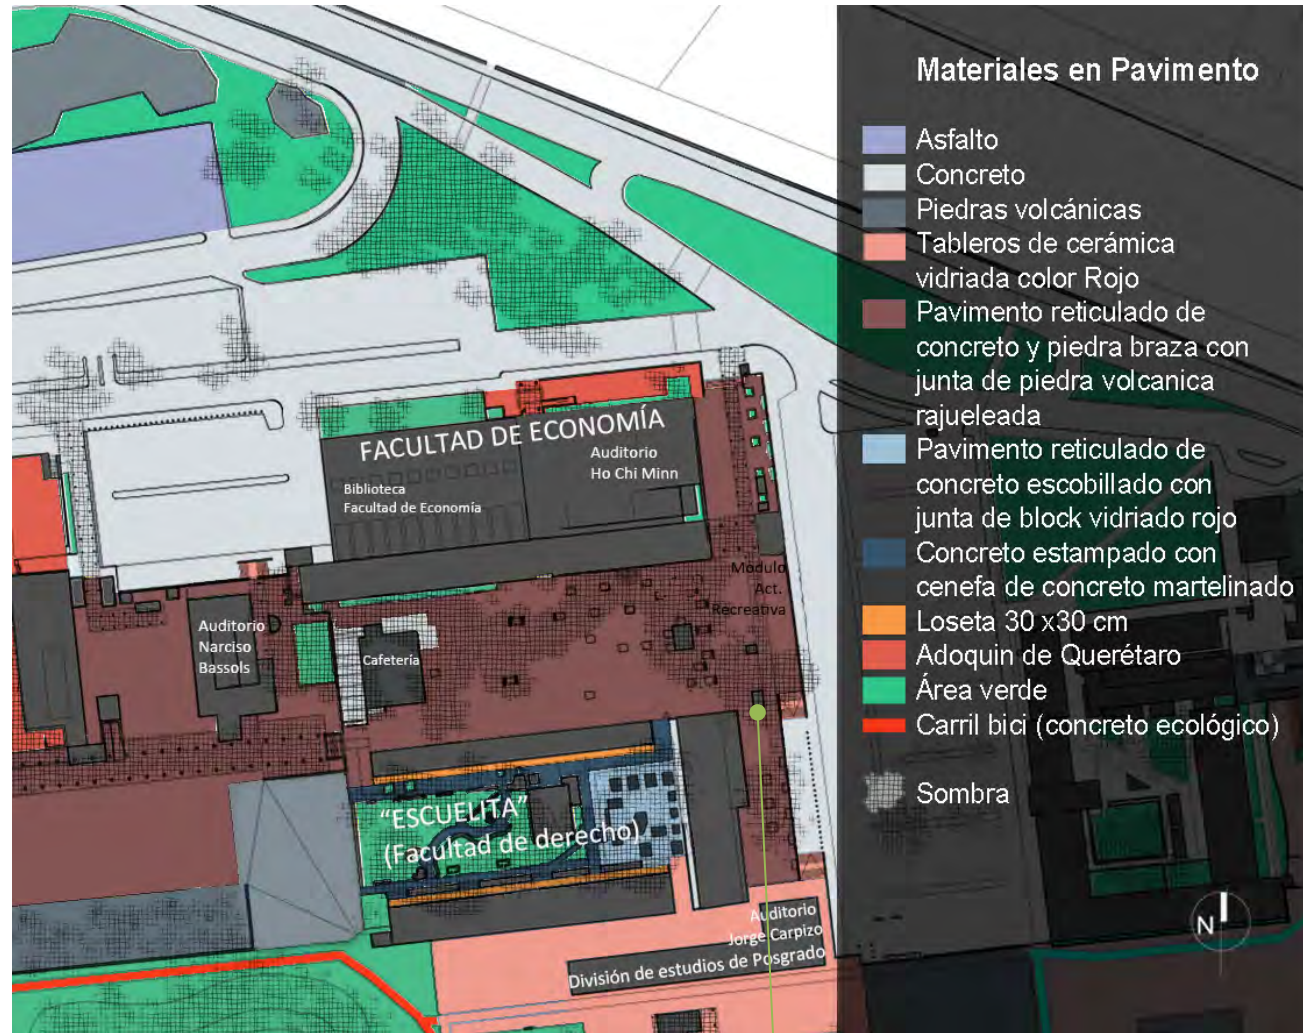 Materiales en Pavimento
Asfalto
Concreto
Piedras volcánicas
Tableros de cerámica
vidriada color Rojo
Pavimento reticulado de
concreto y piedra braza con
junta de piedra volcanica
rajueleada
Pavimento reticulado de
concreto escobillado con
junta de block vidriado rojo
Concreto estampado con
cenefa de concreto martelinado
Loseta 30 x30 cm
Adoquin de Querétaro
Área verde
Carril bici (concreto ecológico)
Sombra
N
FACULTAD DE ECONOMÍA
Auditorio
Ho Chi Minn
Biblioteca
Facultad de Economía
Modulo
Act.
Recreativa
Auditorio
Narciso
Bassols
Cafetería
“ESCUELITA”
(Facultad de derecho)
Auditorio
Jorge Carpizo
División de estudios de Posgrado